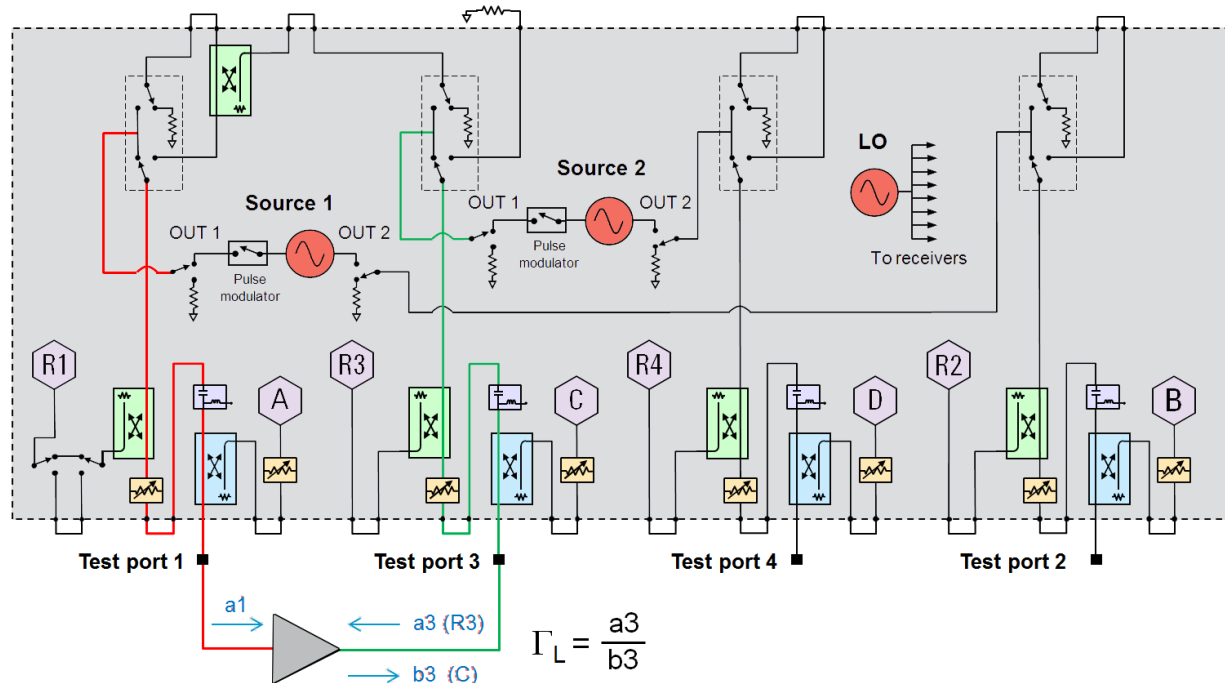 LO
Source 2
Source 1
OUT 1
OUT 2
OUT 1
OUT 2
Pulse
modulator
To receivers
Pulse
modulator
R1
A
R3
C
R4
D
R2
B
Test port 1
Test port 3
Test port 4
Test port 2
a1
a3 (R3)
b3 (C)
ΓL = a3
b3